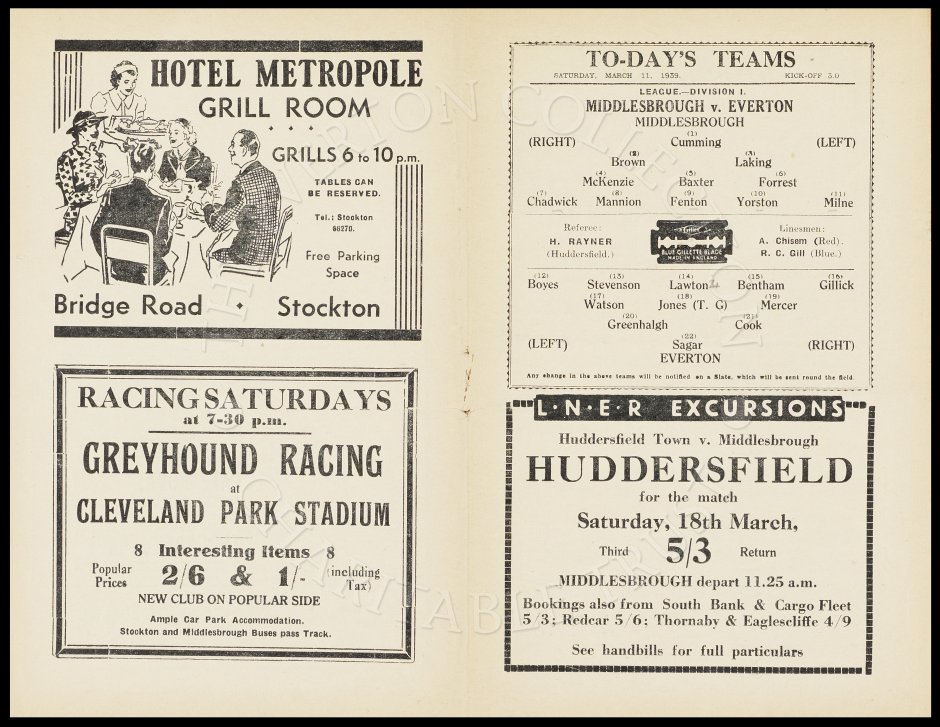 HOTEL METROPOLE
GRILL ROOM
GRILLS 6 to 10 p.m.
TABLES CAN
BE RESERVED.
Tel.: Stockton
66270.
Free Parking
Space
Bridge Road • Stockton
RACING SATURDAYS
at 7-30 p.m.
GREYHOUND RACING
at
CLEVELAND PARK STADIUM
8 Interesting Items 8
Popular Prices 2/6 & 1/- (including Tax)
NEW CLUB ON POPULAR SIDE
Ample Car Park Accommodation.
Stockton and Middlesbrough Buses pass Track.
TO-DAY'S TEAMS
SATURDAY, MARCH 11, 1939. KICK-OFF 3.0
LEAGUE.—DIVISION I.
MIDDLESBROUGH v. EVERTON
MIDDLESBROUGH
(1)
(RIGHT) Cumming (LEFT)
(2) (3)
Brown Laking
(4) (5) (6)
McKenzie Baxter Forrest
(7) (8) (9) (10) (11)
Chadwick Mannion Fenton Yorston Milne
Referee:
H. RAYNER
(Huddersfield.)
Gillette
BLUE GILLETTE BLADE
MADE IN ENGLAND
Linesmen:
A. Chisem (Red).
R. C. Gill (Blue.)
(12) (13) (14) (15) (16)
Boyes Stevenson Lawton Bentham Gillick
(17) (18) (19)
Watson Jones (T. G) Mercer
(20) (21)
Greenhalgh Cook
(22)
(LEFT) Sagar (RIGHT)
EVERTON
Any change in the above teams will be notified on a Slate, which will be sent round the field.
L·N·E·R EXCURSIONS
Huddersfield Town v. Middlesbrough
HUDDERSFIELD
for the match
Saturday, 18th March,
Third 5/3 Return
MIDDLESBROUGH depart 11.25 a.m.
Bookings also from South Bank & Cargo Fleet
5/3; Redcar 5/6; Thornaby & Eaglescliffe 4/9
See handbills for full particulars
THE EVERTON COLLECTION
CHARITABLE TRUST